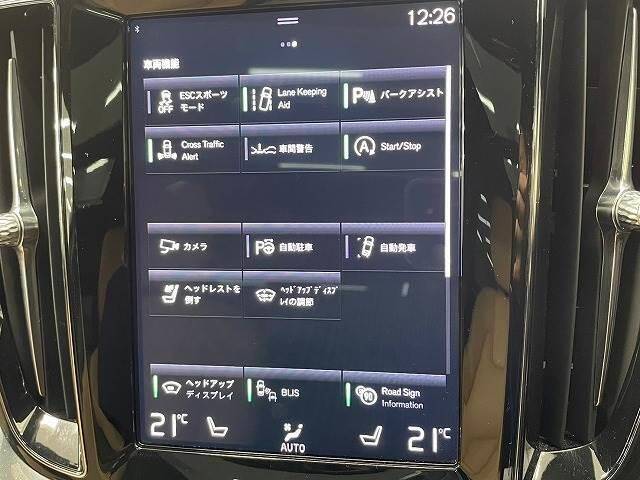 12:26
車両機能
ESCスポーツ
モード
OFF
Lane Keeping
Aid
P
パークアシスト
Cross Traffic
Alert
車間警告
A
Start/Stop
カメラ
P
自動駐車
自動発車
ヘッドレストを
倒す
ﾍｯﾄﾞｱｯﾌﾟﾃﾞｨｽﾌﾟ
ﾚｲの調節
ヘッドアップ
ディスプレイ
BLIS
90
Road Sign
Information
21°C
AUTO
21°C